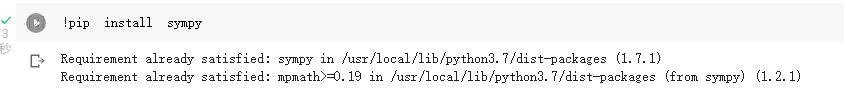 !pip install sympy
3
秒
Requirement already satisfied: sympy in /usr/local/lib/python3.7/dist-packages (1.7.1)
Requirement already satisfied: mpmath>=0.19 in /usr/local/lib/python3.7/dist-packages (from sympy) (1.2.1)